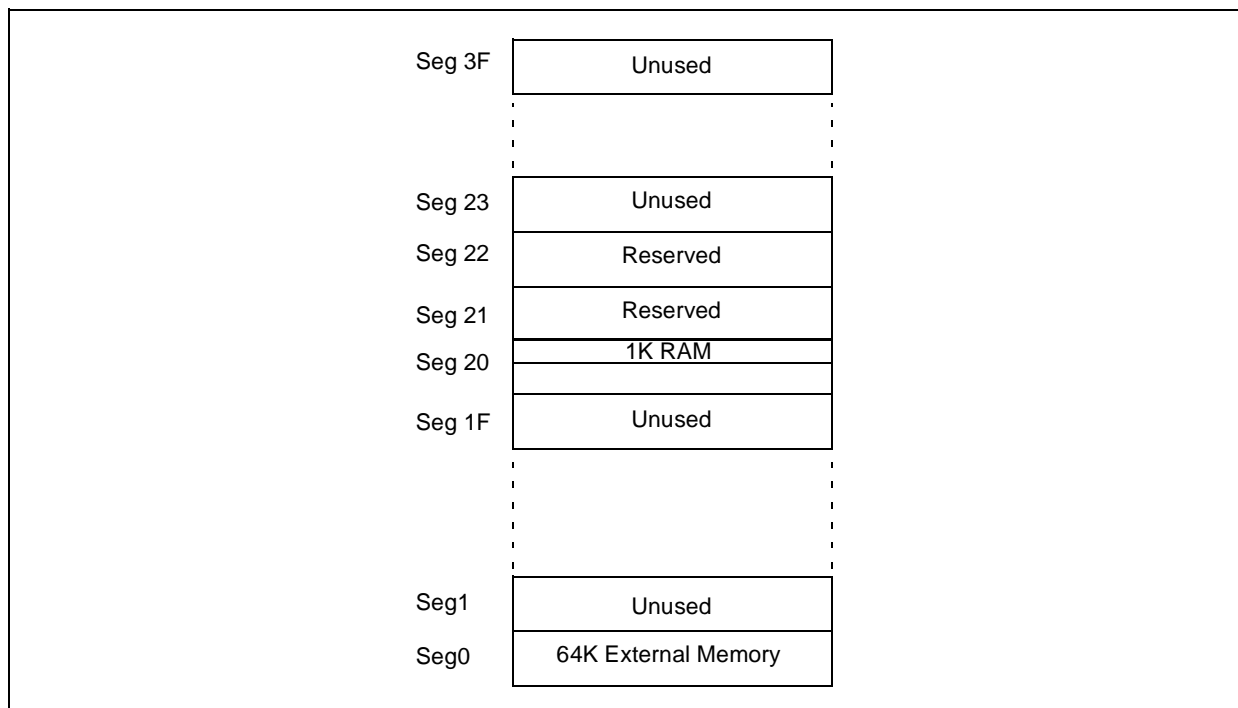 Seg 3F Unused
Seg 23 Unused
Seg 22 Reserved
Seg 21 Reserved
1K RAM
Seg 20
Seg 1F Unused
Seg1 Unused
Seg0 64K External Memory